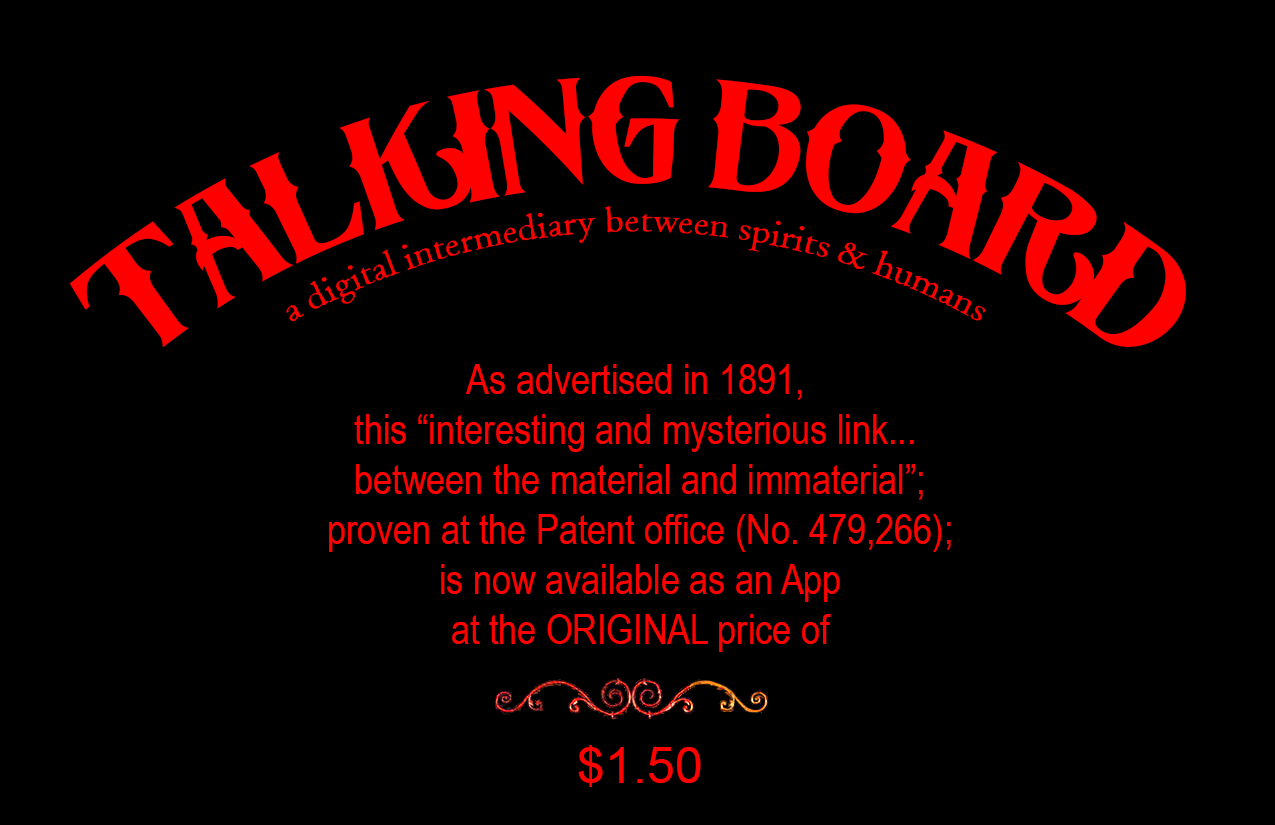 TALKING BOARD
a digital intermediary between spirits & humans
As advertised in 1891,
this “interesting and mysterious link...
between the material and immaterial”;
proven at the Patent office (No. 479,266);
is now available as an App
at the ORIGINAL price of
$1.50